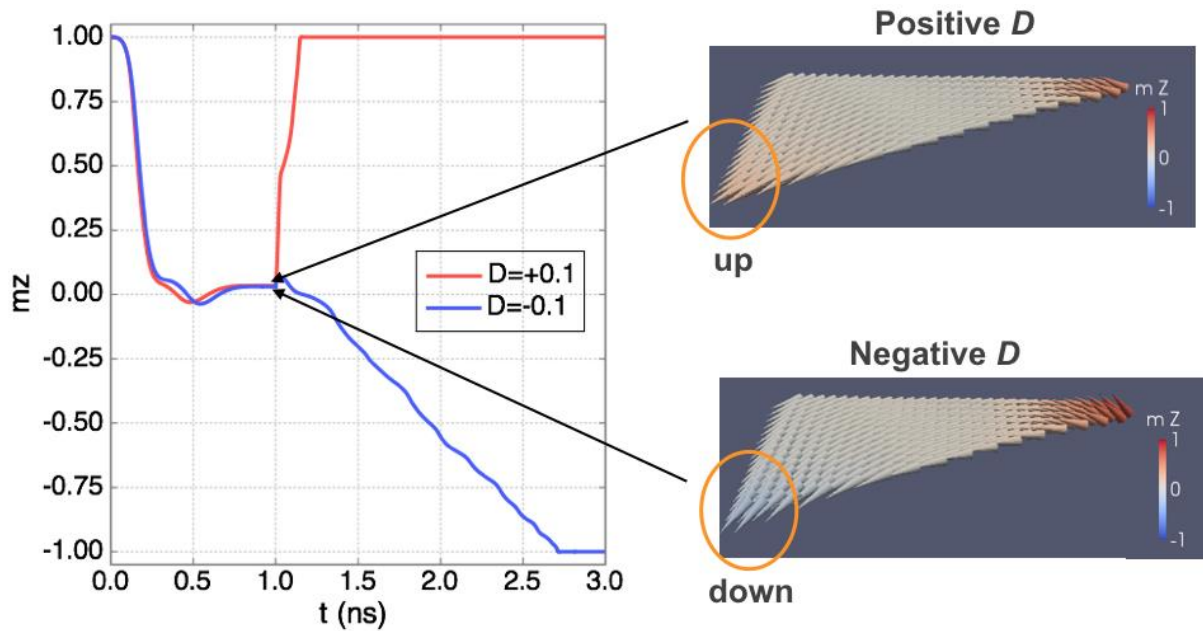 1.00
0.75
0.50
0.25
0.00
-0.25
-0.50
-0.75
-1.00
mz
0.0 0.5 1.0 1.5 2.0 2.5 3.0
t (ns)
D=+0.1
D=-0.1
Positive D
m Z
1
0
-1
up
Negative D
m Z
1
0
-1
down